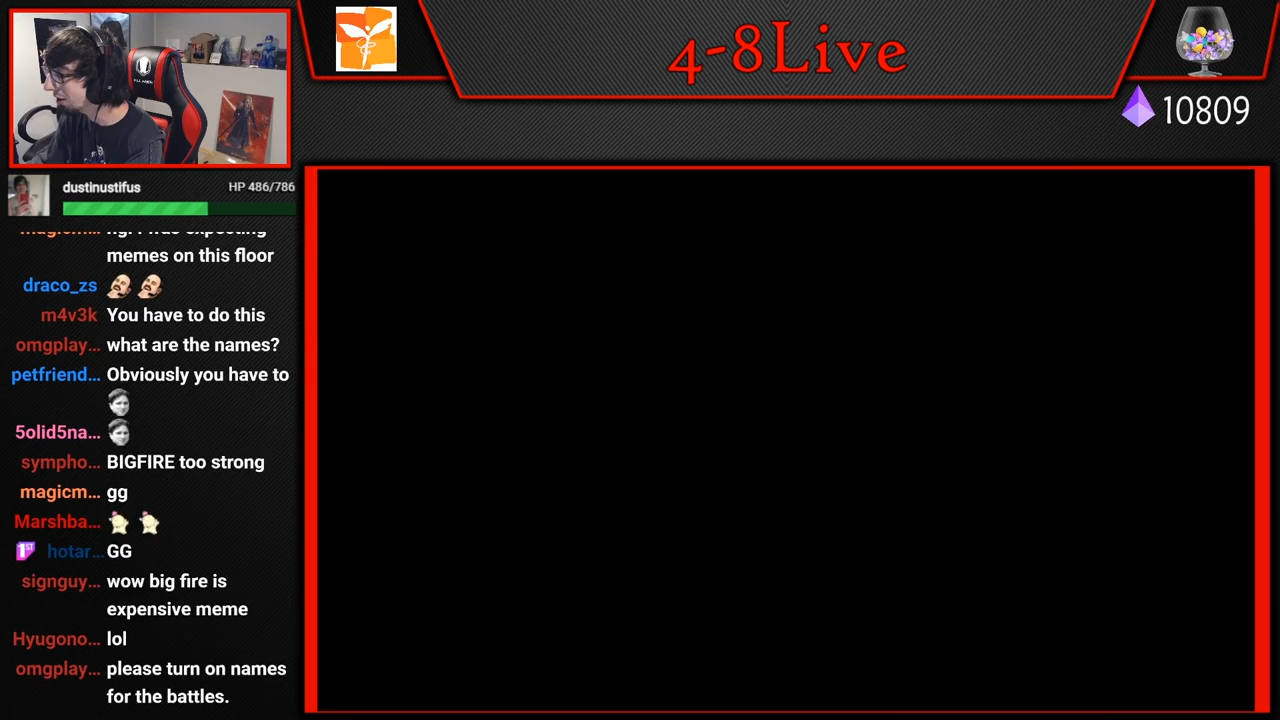 4-8Live
10809
dustinustifus HP 486/786
memes on this floor
draco_zs
m4v3k You have to do this
omgplay... what are the names?
petfriend... Obviously you have to
5olid5na...
sympho... BIGFIRE too strong
magicm... gg
Marshba...
1ST hotar... GG
signguy... wow big fire is
expensive meme
Hyugono... lol
omgplay... please turn on names
for the battles.